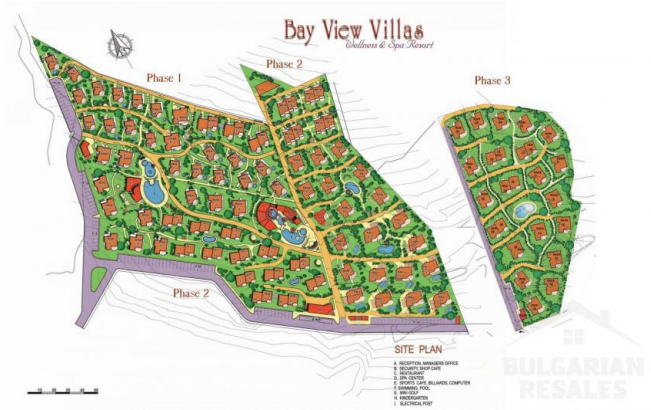 Bay View Villas
Wellness & Spa Resort
Phase 1
Phase 2
Phase 3
Phase 2
SITE PLAN
A. RECEPTION, MANAGERS OFFICE
B. SECURITY, SHOP CAFE
C. RESTAURANT
D. SPA CENTER
E. SPORTS CAFE, BILLIARDS, COMPUTER
F. SWIMMING POOL
G. MINI GOLF
H. KINDERGARTEN
I. ELECTRICAL POST
BULGARIAN
RESALES